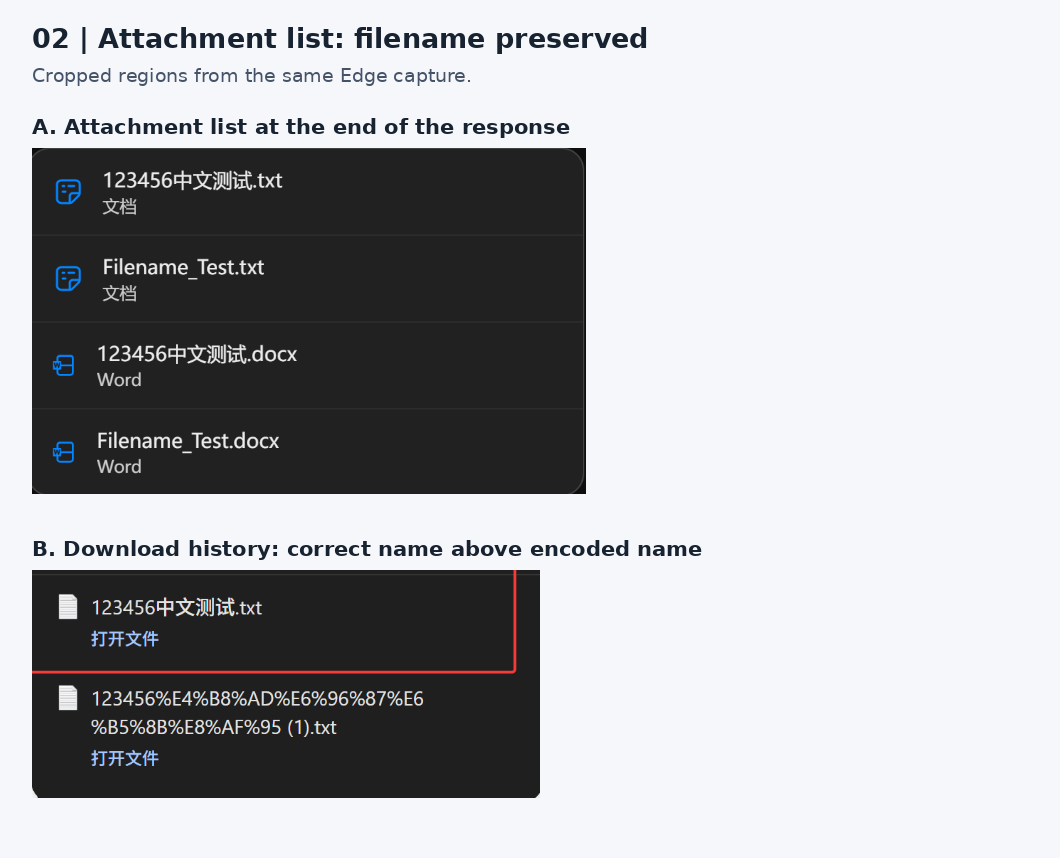 02 | Attachment list: filename preserved
Cropped regions from the same Edge capture.
A. Attachment list at the end of the response
123456中文测试.txt
文档
Filename_Test.txt
文档
123456中文测试.docx
Word
Filename_Test.docx
Word
B. Download history: correct name above encoded name
123456中文测试.txt
打开文件
123456%E4%B8%AD%E6%96%87%E6
%B5%8B%E8%AF%95 (1).txt
打开文件